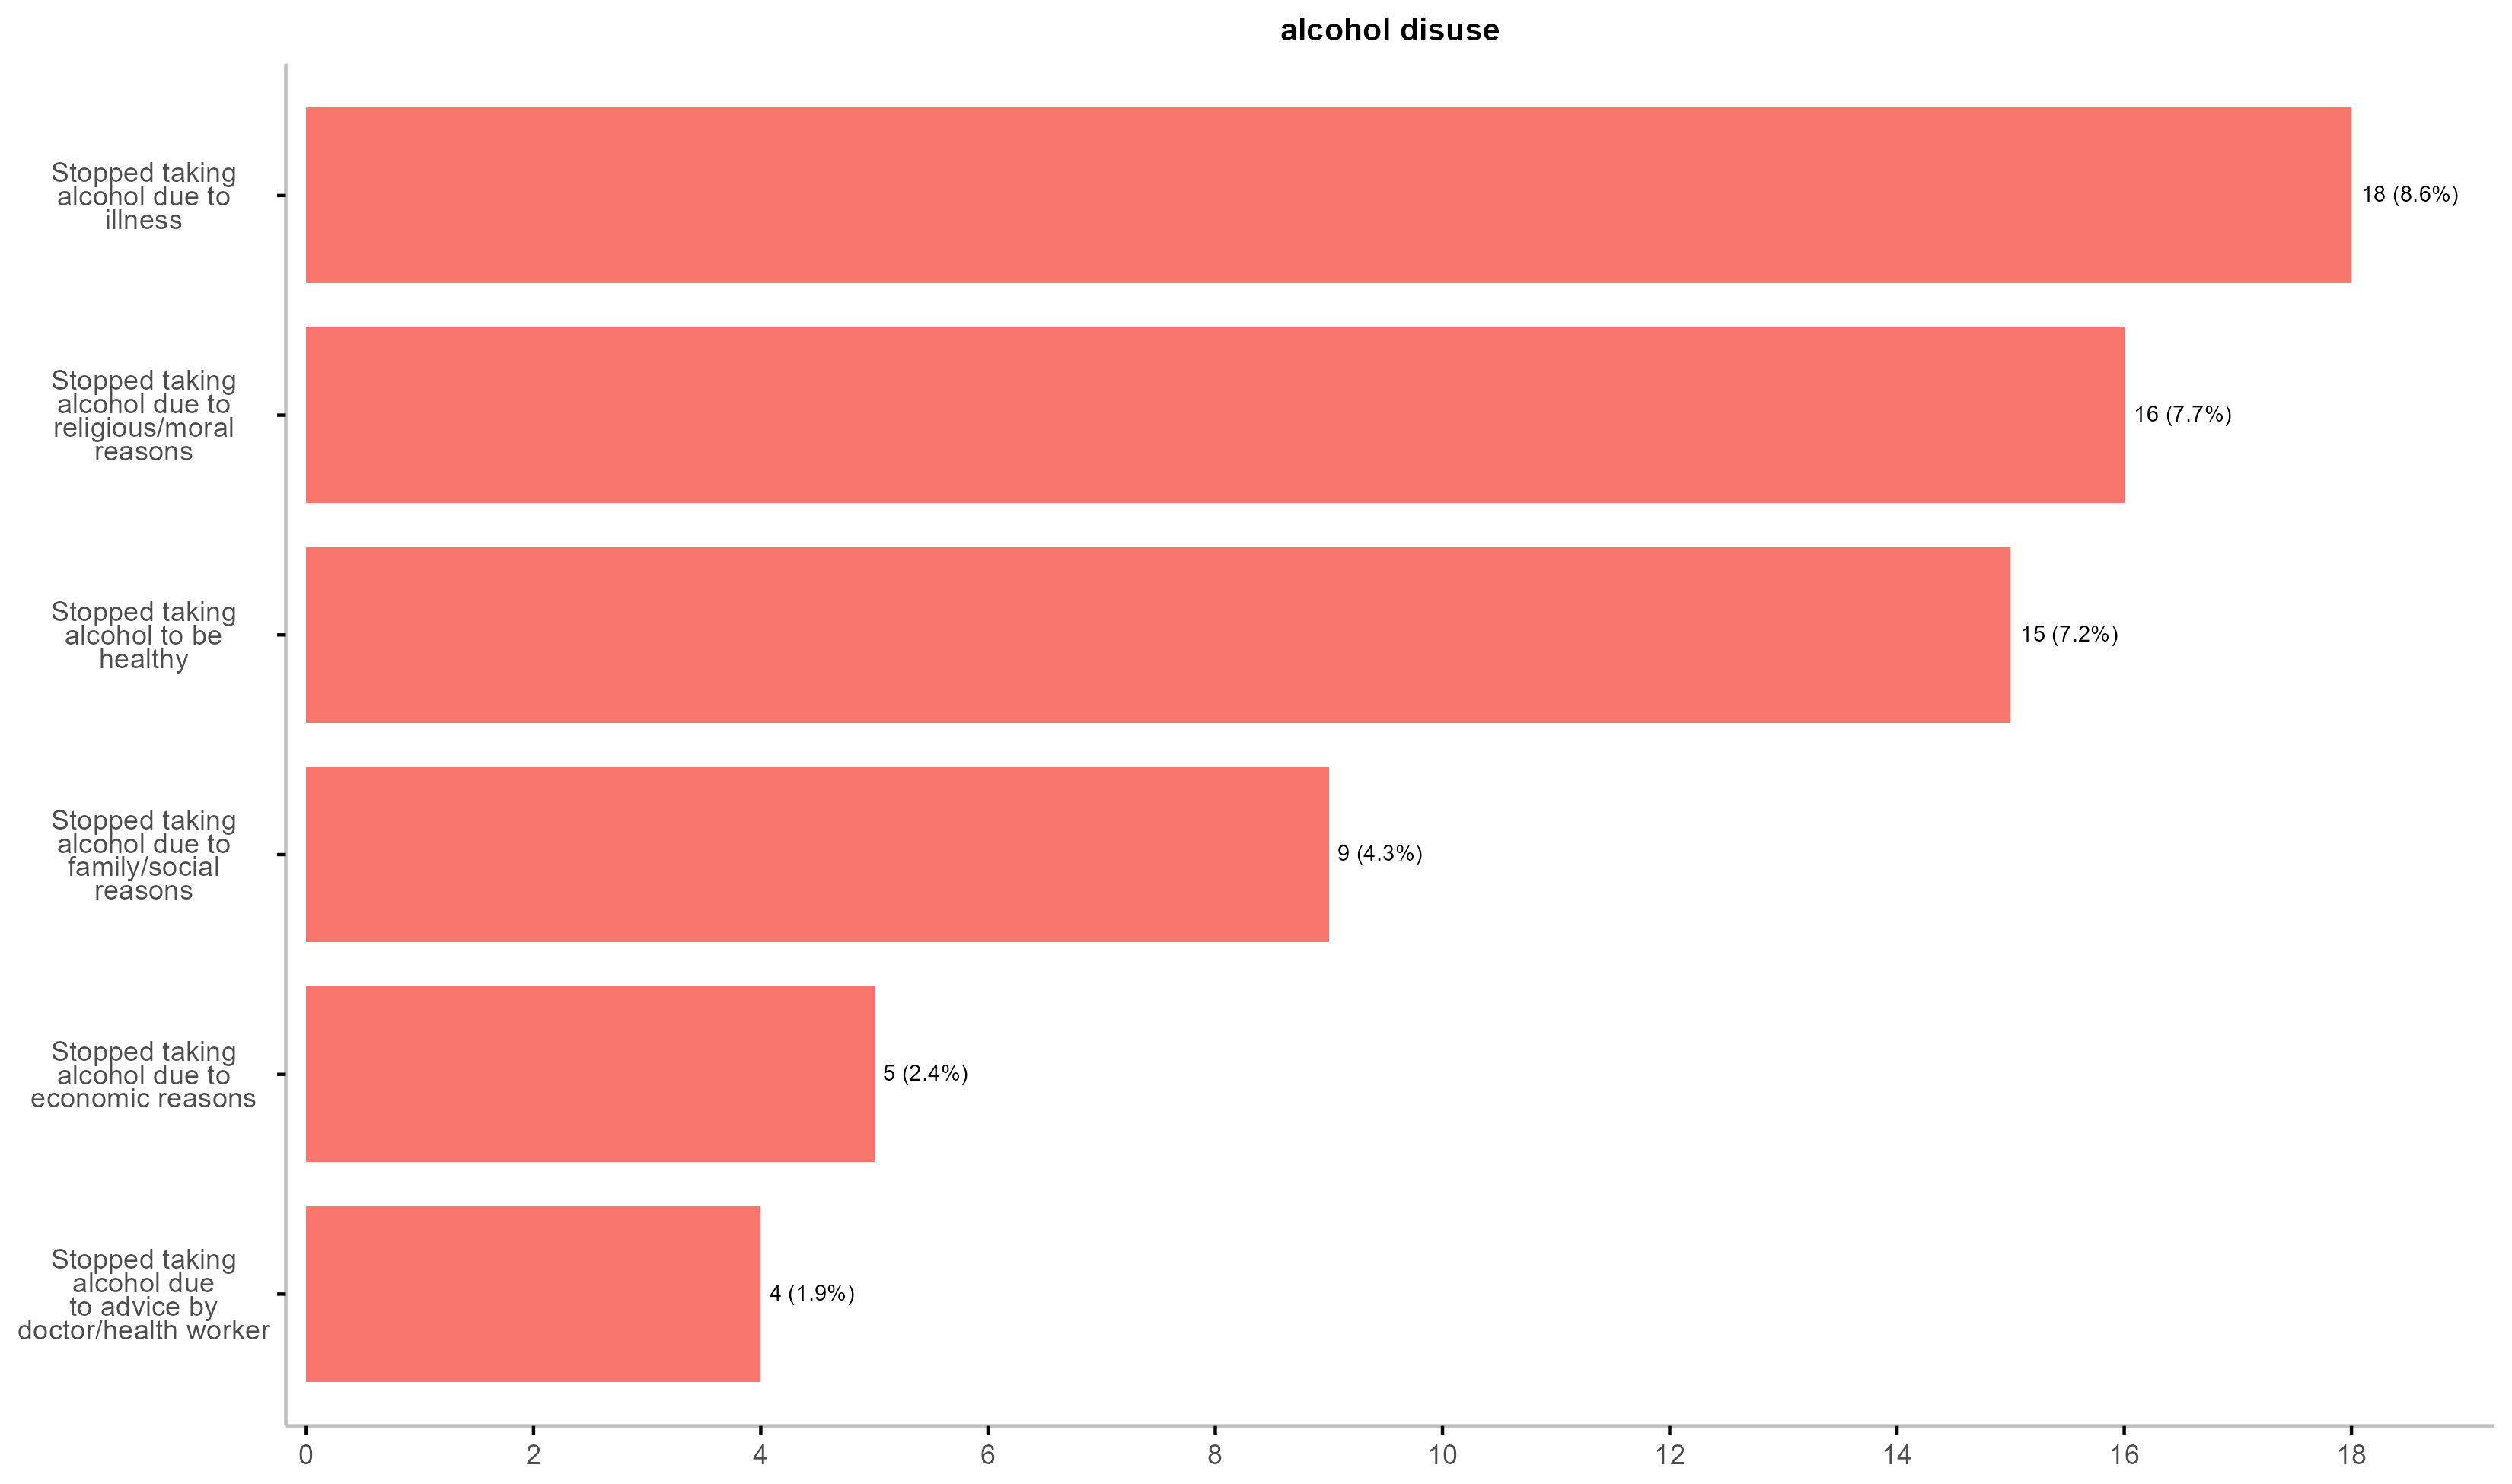 alcohol disuse
Stopped taking
alcohol due to
illness
18 (8.6%)
Stopped taking
alcohol due to
religious/moral
reasons
16 (7.7%)
Stopped taking
alcohol to be
healthy
15 (7.2%)
Stopped taking
alcohol due to
family/social
reasons
9 (4.3%)
Stopped taking
alcohol due to
economic reasons
5 (2.4%)
Stopped taking
alcohol due
to advice by
doctor/health worker
4 (1.9%)
0 2 4 6 8 10 12 14 16 18